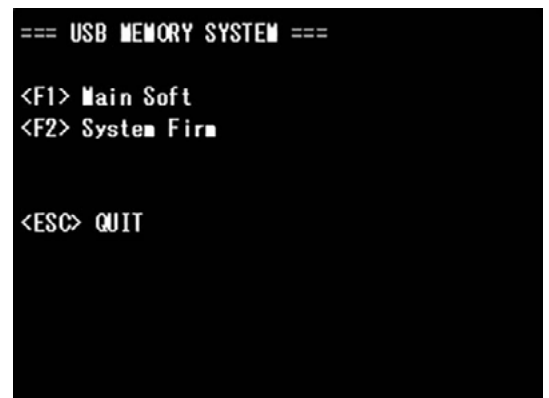 === USB MEMORY SYSTEM ===
<F1> Main Soft
<F2> System Firm
<ESC> QUIT